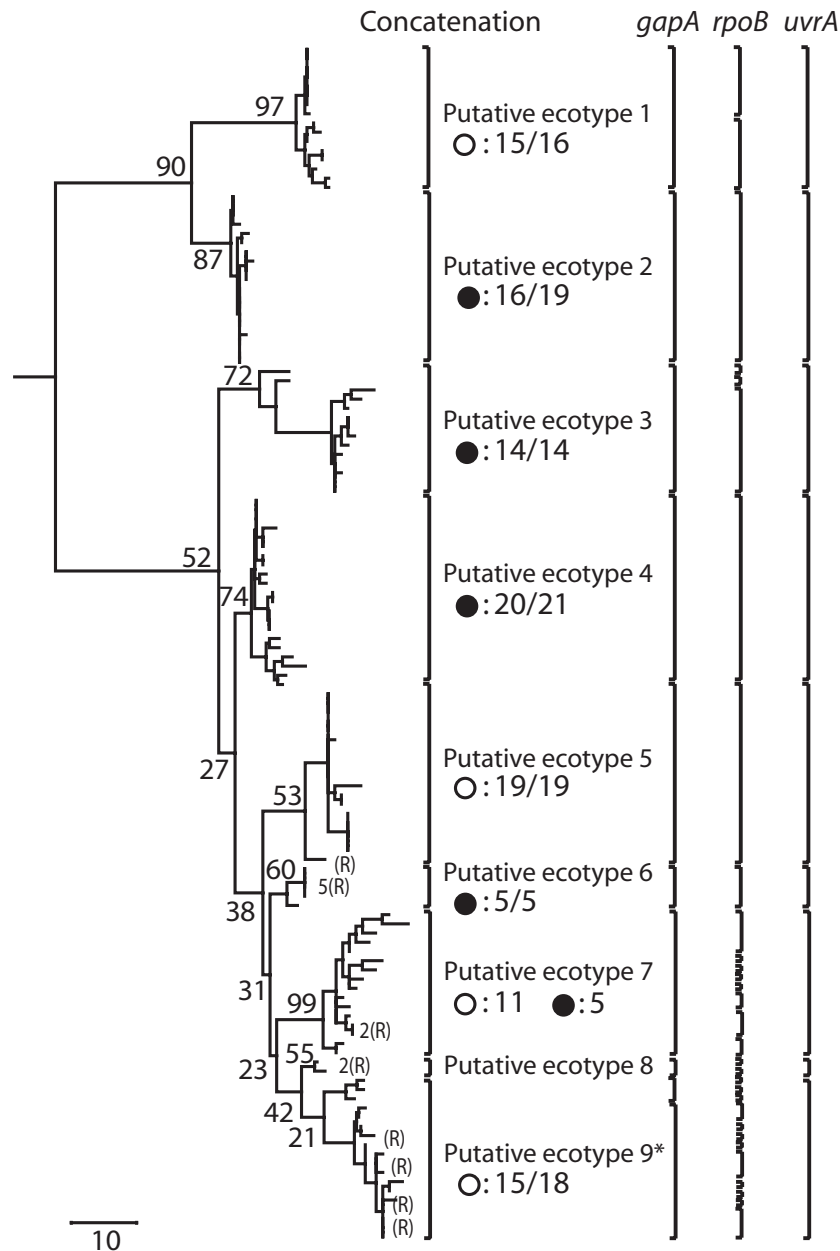 Concatenation gapA rpoB uvrA
97
Putative ecotype 1
: 15/16
90
87
Putative ecotype 2
: 16/19
72
Putative ecotype 3
: 14/14
52
74
Putative ecotype 4
: 20/21
27
53
Putative ecotype 5
: 19/19
(R)
60
5(R)
Putative ecotype 6
: 5/5
38
31
99
Putative ecotype 7
: 11 : 5
2(R)
23
55
2(R)
Putative ecotype 8
42
21
(R)
(R)
Putative ecotype 9*
: 15/18
(R)
(R)
10